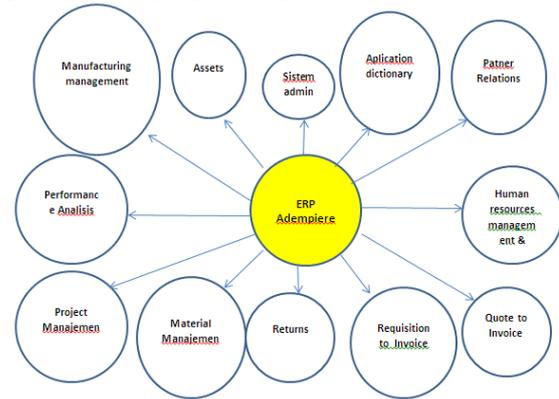 Manufacturing
management
Assets
Sistem
admin
Aplication
dictionary
Patner
Relations
Performanc
e Analisis
ERP
Adempiere
Human
resources
managem
ent &
Project
Manajemen
Material
Manajemen
Returns
Requisition
to Invoice
Quote to
Invoice